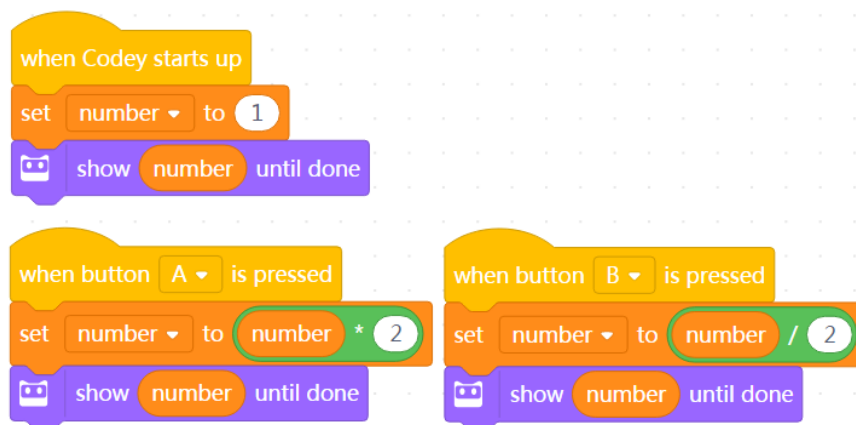 when Codey starts up
set number to 1
show number until done
when button A is pressed
set number to number * 2
show number until done
when button B is pressed
set number to number / 2
show number until done